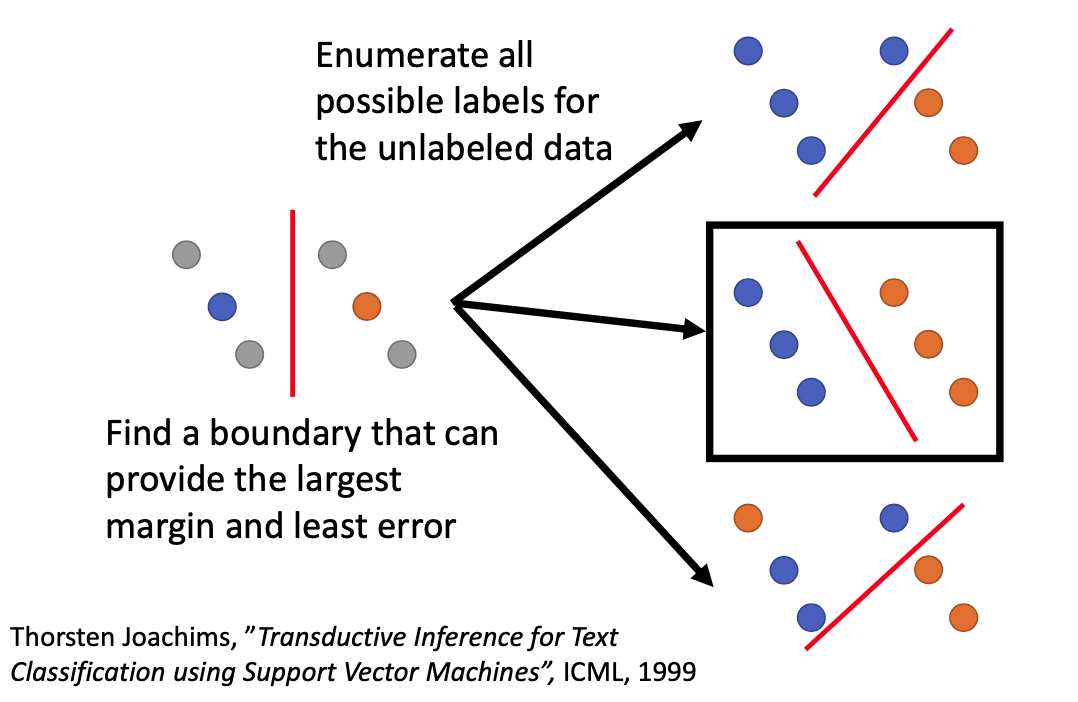 Enumerate all
possible labels for
the unlabeled data
Find a boundary that can
provide the largest
margin and least error
Thorsten Joachims, ”Transductive Inference for Text
Classification using Support Vector Machines”, ICML, 1999